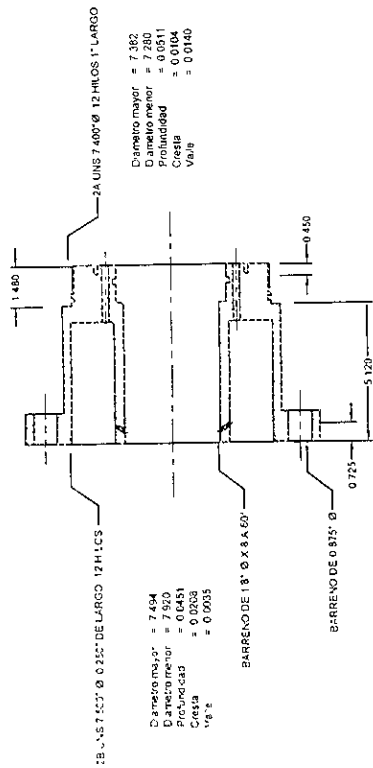 2A UNS 7.400" Ø 12 HILOS 1" LARGO
Diametro mayor = 7.382
Diametro menor = 7.280
Profundidad = 0.0511
Cresta = 0.0104
Valle = 0.0140
1.480
0.450
5.120
0.725
Ø 0.250" DE LARGO 12 HILOS
Diametro mayor = 7.494
Diametro menor = 7.920
Profundidad = 0.0451
Cresta = 0.0208
= 0.0035
BARRENO DE 1 8" Ø X 8 A 60°
BARRENO DE 0.875" Ø